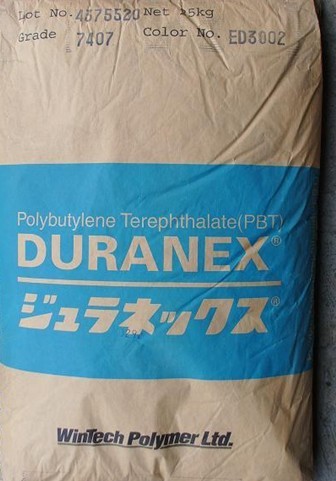 Lot No. 4575520 Net 25kg
Grade 7407 Color No. ED3002
Polybutylene Terephthalate(PBT)
DURANEX®
ジュラネックス®
WinTech Polymer Ltd.